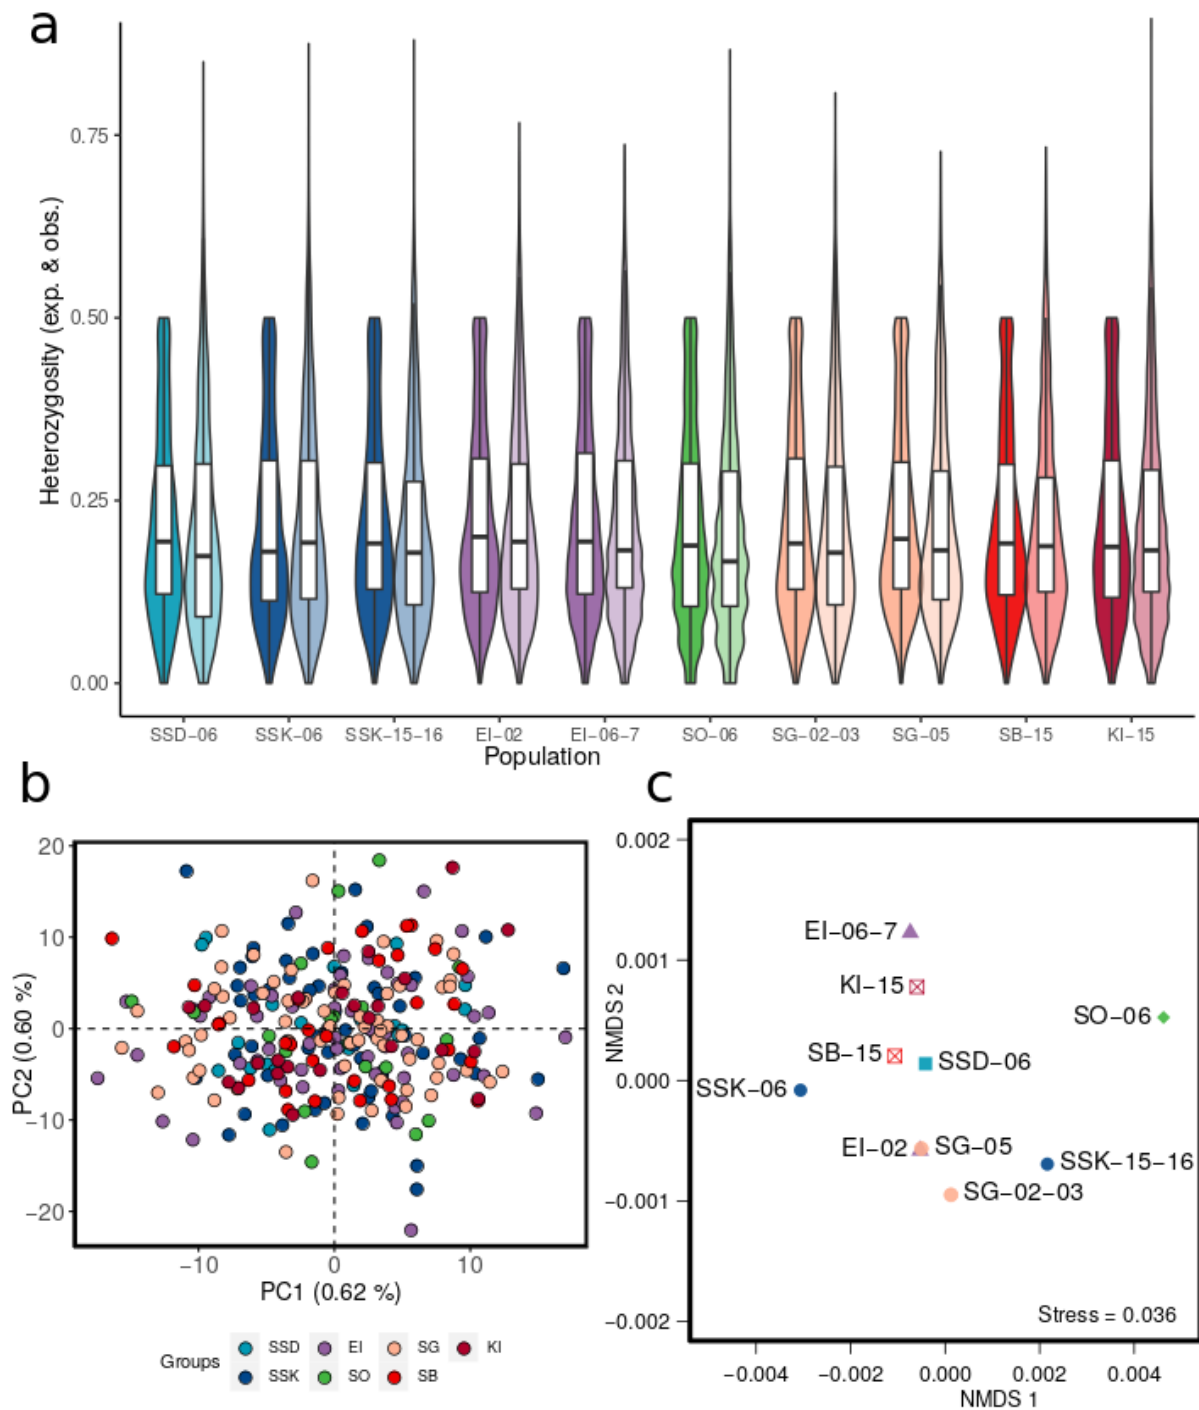 a
Heterozygosity (exp. & obs.)
0.75
0.50
0.25
0.00
SSD-06 SSK-06 SSK-15-16 EI-02 EI-06-7 SO-06 SG-02-03 SG-05 SB-15 KI-15
Population
b
PC2 (0.60 %)
20
10
0
−10
−20
−10 0 10
PC1 (0.62 %)
Groups
SSD EI SG KI
SSK SO SB
c
NMDS 2
0.002
0.001
0.000
−0.001
−0.002
EI−06−7
KI−15
SO−06
SB−15 SSD−06
SSK−06
EI−02 SG−05
SSK−15−16
SG−02−03
Stress = 0.036
−0.004 −0.002 0.000 0.002 0.004
NMDS 1